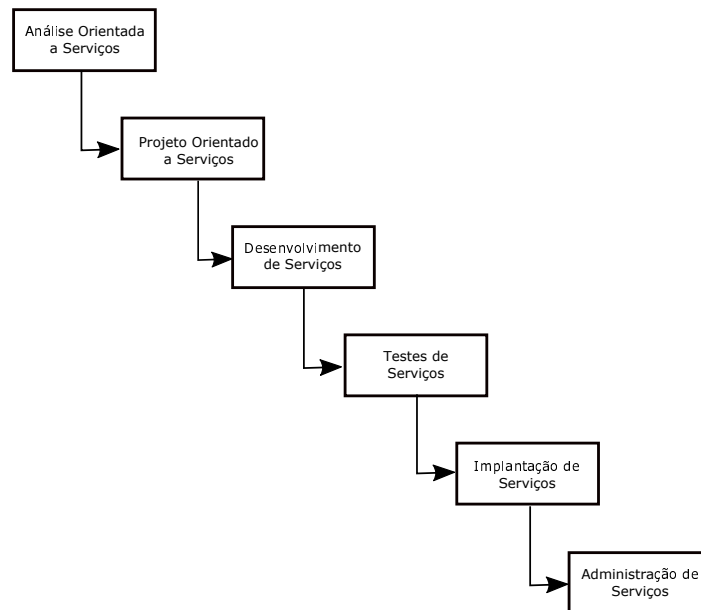 Análise Orientada
a Serviços
Projeto Orientado
a Serviços
Desenvolvimento
de Serviços
Testes de
Serviços
Implantação de
Serviços
Administração de
Serviços